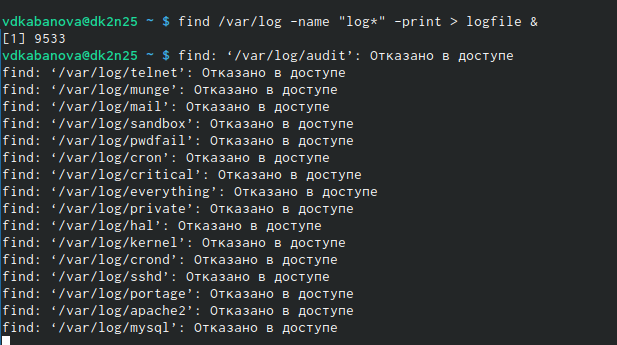 vdkabanova@dk2n25 ~ $ find /var/log -name "log*" -print > logfile &
[1] 9533
vdkabanova@dk2n25 ~ $ find: ‘/var/log/audit’: Отказано в доступе
find: ‘/var/log/telnet’: Отказано в доступе
find: ‘/var/log/munge’: Отказано в доступе
find: ‘/var/log/mail’: Отказано в доступе
find: ‘/var/log/sandbox’: Отказано в доступе
find: ‘/var/log/pwdfail’: Отказано в доступе
find: ‘/var/log/cron’: Отказано в доступе
find: ‘/var/log/critical’: Отказано в доступе
find: ‘/var/log/everything’: Отказано в доступе
find: ‘/var/log/private’: Отказано в доступе
find: ‘/var/log/hal’: Отказано в доступе
find: ‘/var/log/kernel’: Отказано в доступе
find: ‘/var/log/crond’: Отказано в доступе
find: ‘/var/log/sshd’: Отказано в доступе
find: ‘/var/log/portage’: Отказано в доступе
find: ‘/var/log/apache2’: Отказано в доступе
find: ‘/var/log/mysql’: Отказано в доступе